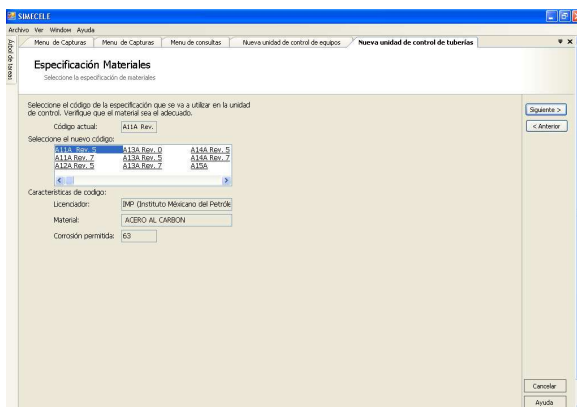 SIMECELE
Archivo Ver Window Ayuda
Arbol de tareas
Menu de Capturas Menu de Capturas Menu de consultas Nueva unidad de control de equipos Nueva unidad de control de tuberías
Especificación Materiales
Seleccione la especificación de materiales
Seleccione el código de la especificación que se va a utilizar en la unidad
de control. Verifique que el material sea el adecuado.
Siguiente >
< Anterior
Código actual: A11A Rev.
Seleccione el nuevo código:
A11A Rev. 5 A13A Rev. 0 A14A Rev. 5
A11A Rev. 7 A13A Rev. 5 A14A Rev. 7
A12A Rev. 5 A13A Rev. 7 A15A
Características de codigo:
Licenciador: IMP (Instituto Méxicano del Petróle
Material: ACERO AL CARBON
Corrosión permitida: 63
Cancelar
Ayuda